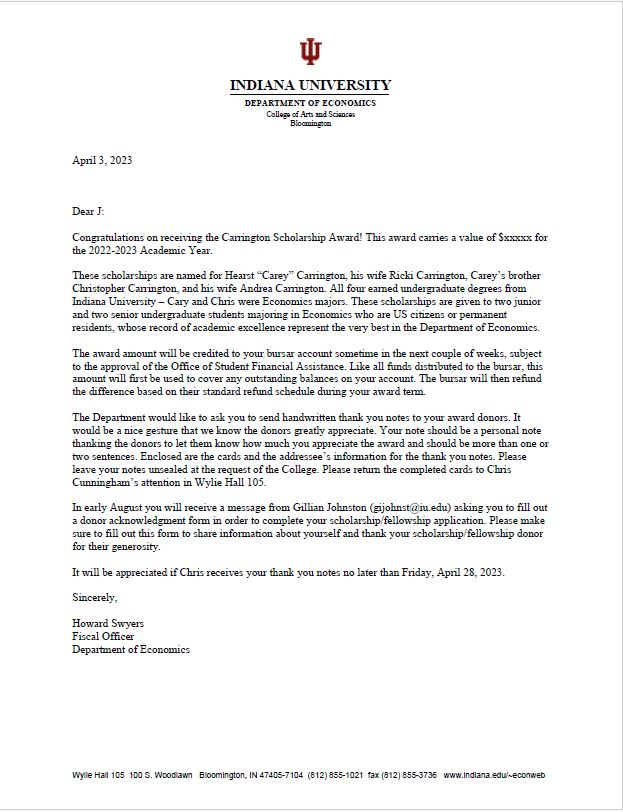 INDIANA UNIVERSITY
DEPARTMENT OF ECONOMICS
College of Arts and Sciences
Bloomington
April 3, 2023
Dear J:
Congratulations on receiving the Carrington Scholarship Award! This award carries a value of $xxxxx for
the 2022-2023 Academic Year.
These scholarships are named for Hearst “Carey” Carrington, his wife Ricki Carrington, Carey’s brother
Christopher Carrington, and his wife Andrea Carrington. All four earned undergraduate degrees from
Indiana University – Cary and Chris were Economics majors. These scholarships are given to two junior
and two senior undergraduate students majoring in Economics who are US citizens or permanent
residents, whose record of academic excellence represent the very best in the Department of Economics.
The award amount will be credited to your bursar account sometime in the next couple of weeks, subject
to the approval of the Office of Student Financial Assistance. Like all funds distributed to the bursar, this
amount will first be used to cover any outstanding balances on your account. The bursar will then refund
the difference based on their standard refund schedule during your award term.
The Department would like to ask you to send handwritten thank you notes to your award donors. It
would be a nice gesture that we know the donors greatly appreciate. Your note should be a personal note
thanking the donors to let them know how much you appreciate the award and should be more than one or
two sentences. Enclosed are the cards and the addressee’s information for the thank you notes. Please
leave your notes unsealed at the request of the College. Please return the completed cards to Chris
Cunningham’s attention in Wylie Hall 105.
In early August you will receive a message from Gillian Johnston (gijohnst@iu.edu) asking you to fill out
a donor acknowledgment form in order to complete your scholarship/fellowship application. Please make
sure to fill out this form to share information about yourself and thank your scholarship/fellowship donor
for their generosity.
It will be appreciated if Chris receives your thank you notes no later than Friday, April 28, 2023.
Sincerely,
Howard Swyers
Fiscal Officer
Department of Economics
Wylie Hall 105 100 S. Woodlawn Bloomington, IN 47405-7104 (812) 855-1021 fax (812) 855-3736 www.indiana.edu/~econweb